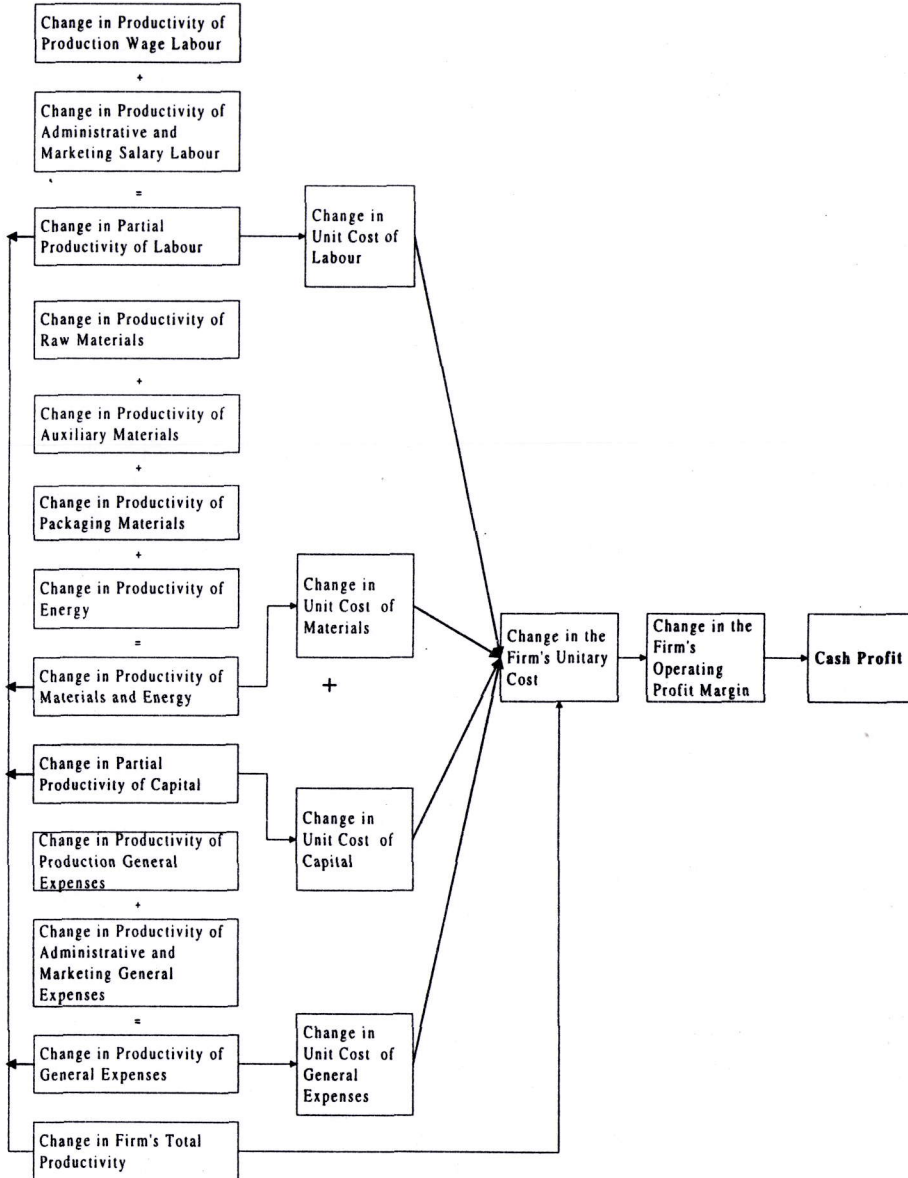 Change in Productivity of
Production Wage Labour
+
Change in Productivity of
Administrative and
Marketing Salary Labour
=
Change in Partial
Productivity of Labour
Change in
Unit Cost of
Labour
Change in Productivity of
Raw Materials
+
Change in Productivity of
Auxiliary Materials
+
Change in Productivity of
Packaging Materials
+
Change in Productivity of
Energy
=
Change in Productivity of
Materials and Energy
Change in
Unit Cost of
Materials
+
Change in Partial
Productivity of Capital
Change in
Unit Cost of
Capital
Change in Productivity of
Production General
Expenses
+
Change in Productivity of
Administrative and
Marketing General
Expenses
=
Change in Productivity of
General Expenses
Change in
Unit Cost of
General
Expenses
Change in Firm's Total
Productivity
Change in the
Firm's Unitary
Cost
Change in the
Firm's
Operating
Profit Margin
Cash Profit